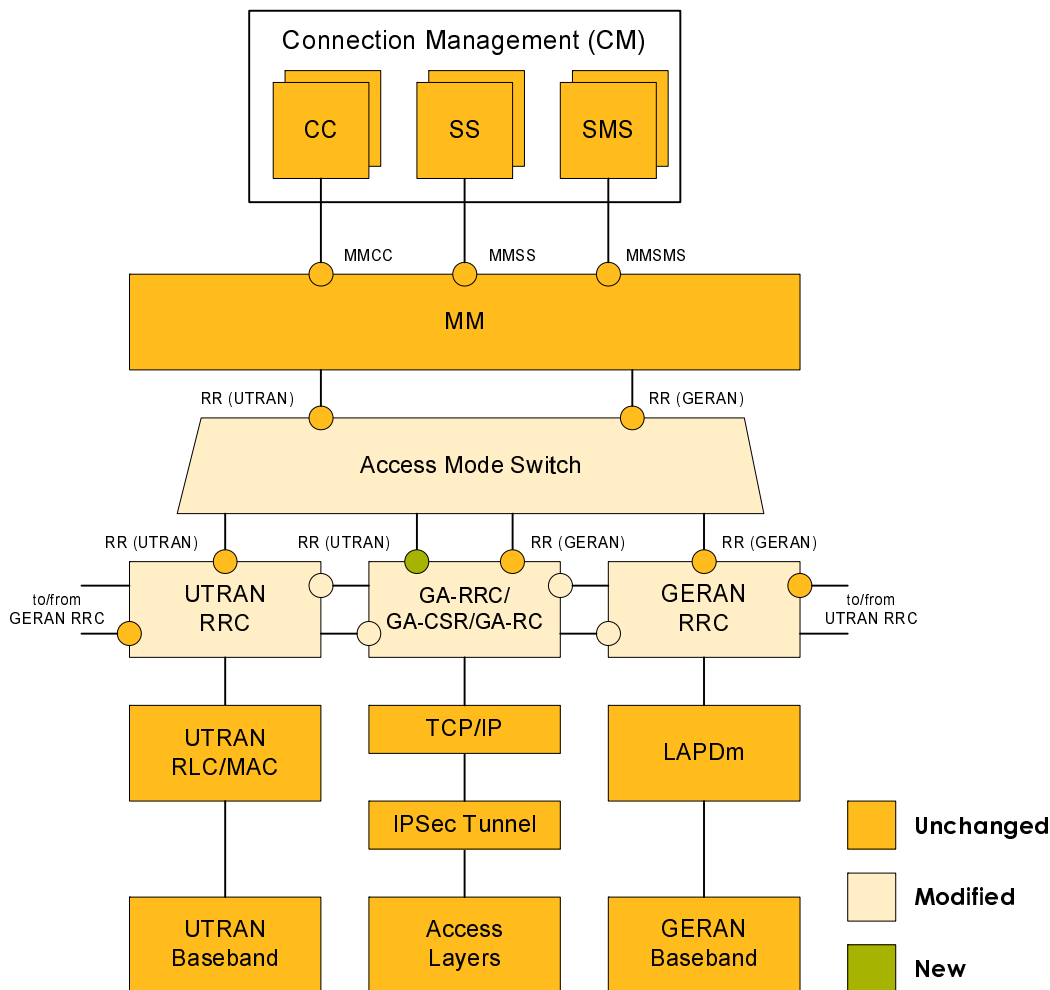 Connection Management (CM)
CC
SS
SMS
MMCC
MMSS
MMSMS
MM
RR (UTRAN)
RR (GERAN)
Access Mode Switch
RR (UTRAN)
RR (UTRAN)
RR (GERAN)
RR (GERAN)
to/from
GERAN RRC
UTRAN
RRC
GA-RRC/
GA-CSR/GA-RC
GERAN
RRC
to/from
UTRAN RRC
UTRAN
RLC/MAC
TCP/IP
LAPDm
IPSec Tunnel
UTRAN
Baseband
Access
Layers
GERAN
Baseband
Unchanged
Modified
New